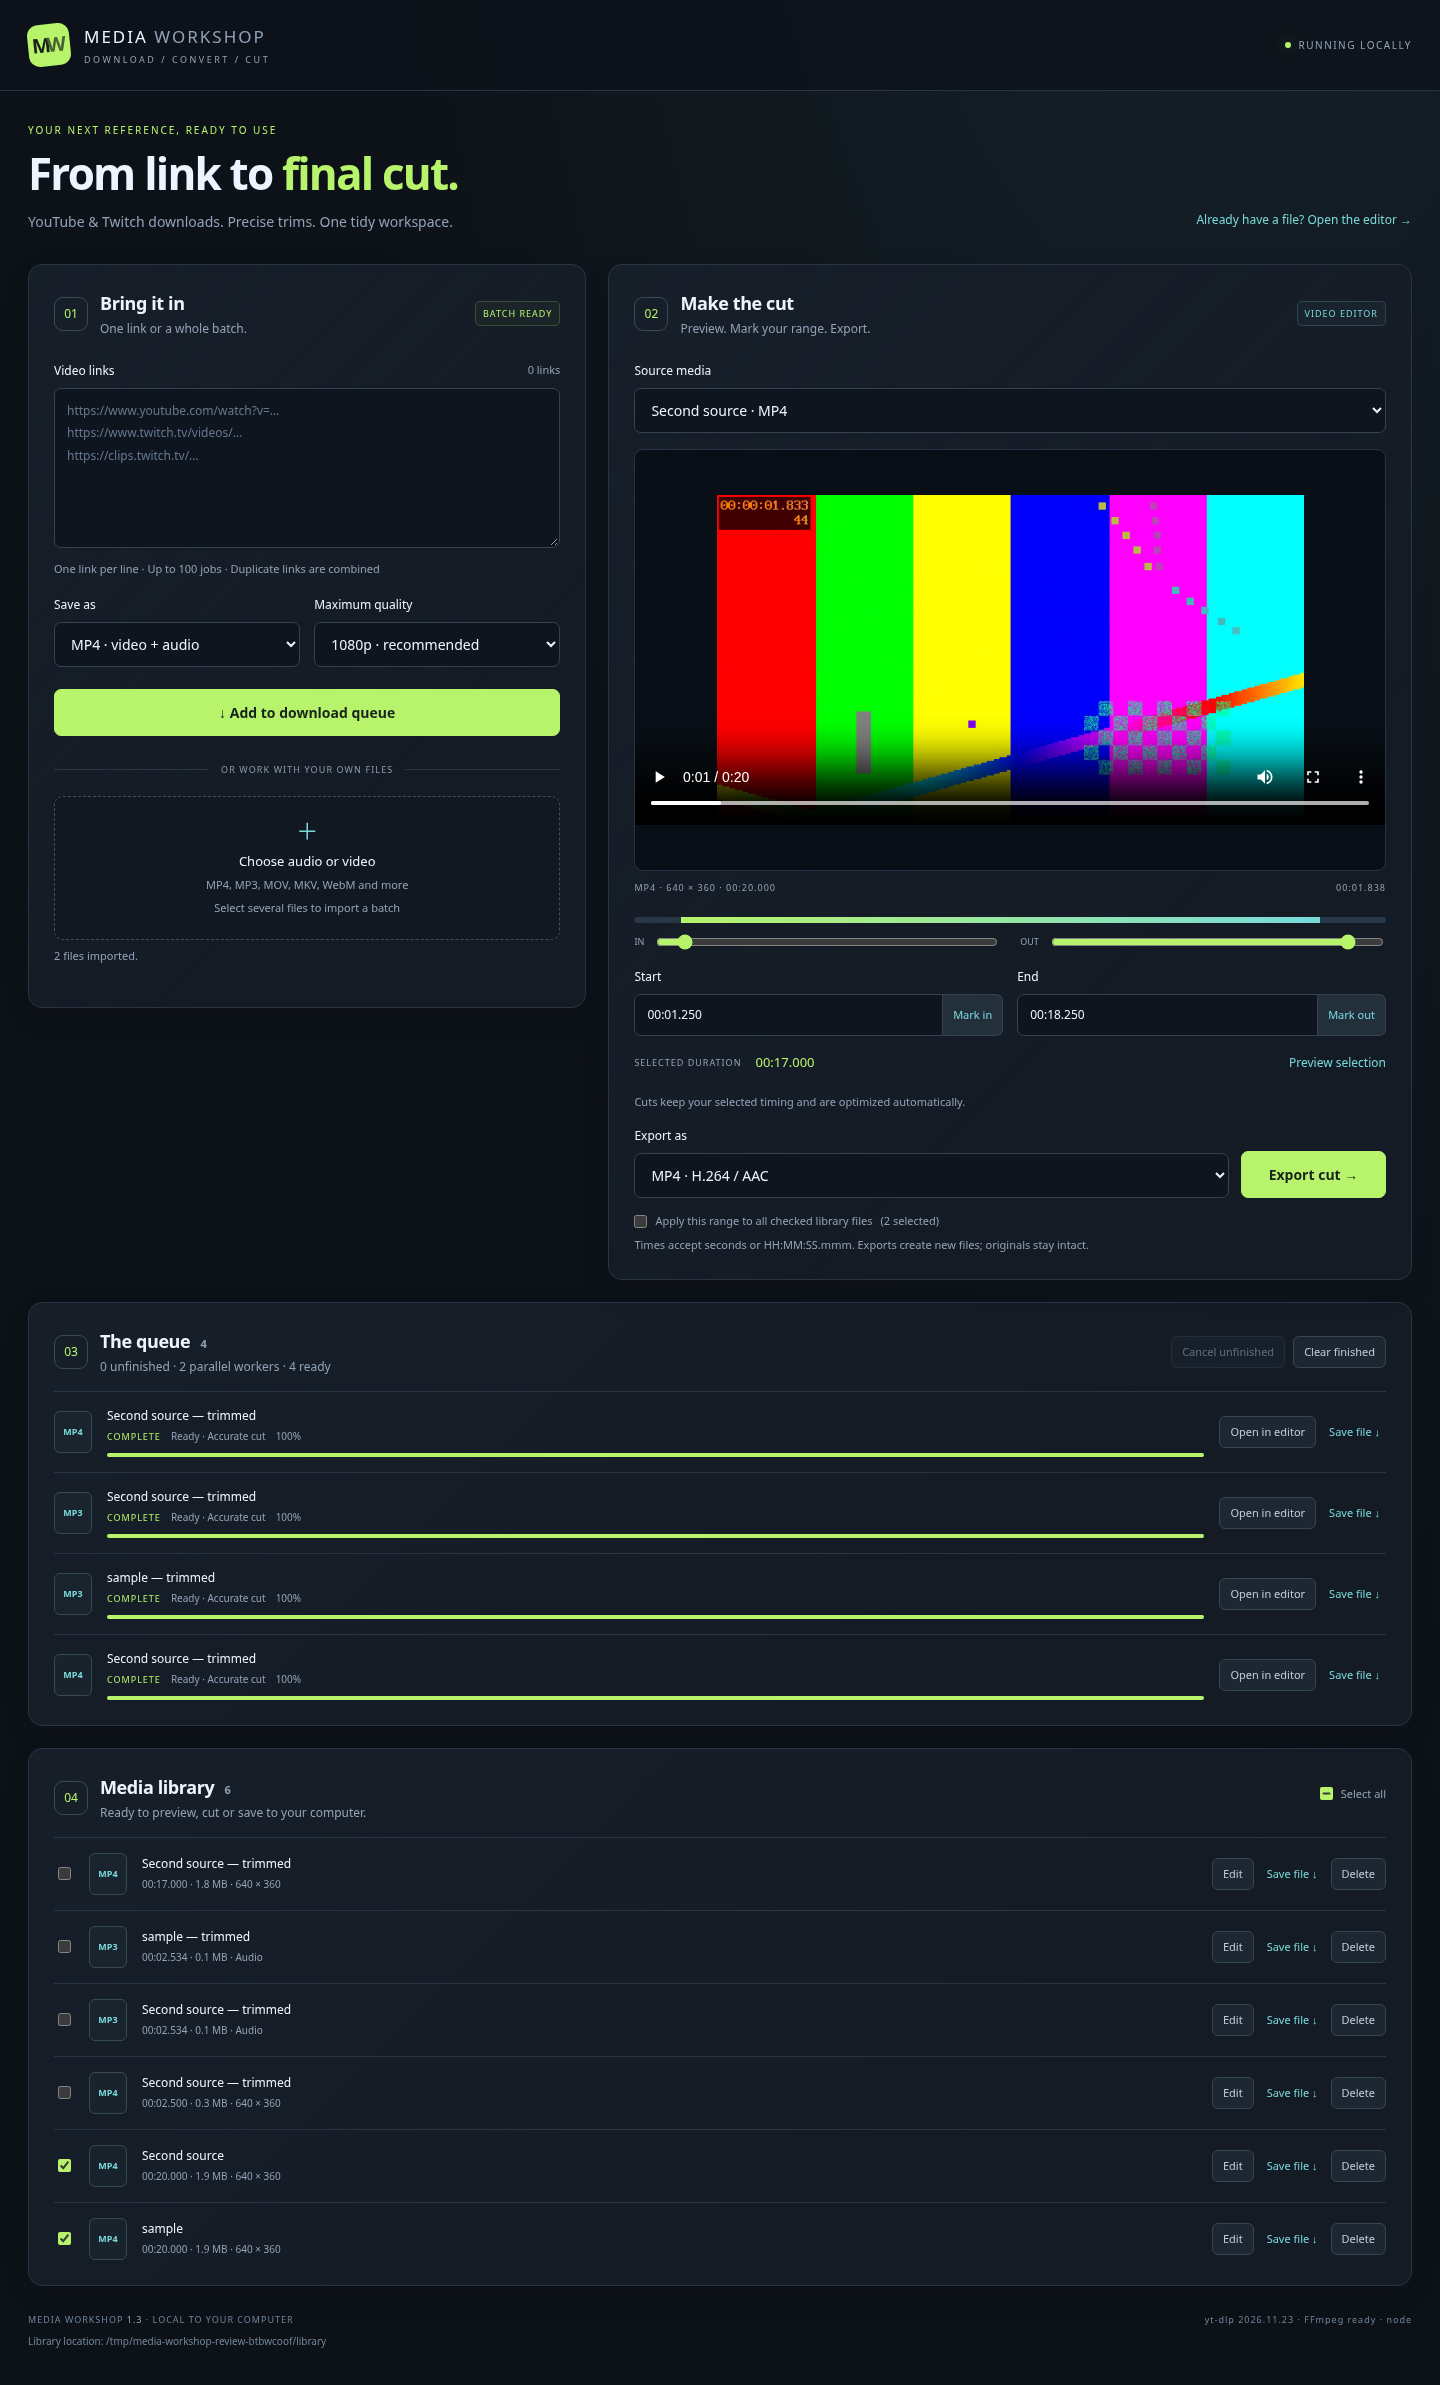 MW
MEDIA WORKSHOP
DOWNLOAD / CONVERT / CUT
RUNNING LOCALLY
YOUR NEXT REFERENCE, READY TO USE
From link to final cut.
YouTube & Twitch downloads. Precise trims. One tidy workspace.
Already have a file? Open the editor →
01
Bring it in
One link or a whole batch.
BATCH READY
Video links
0 links
https://www.youtube.com/watch?v=...
https://www.twitch.tv/videos/...
https://clips.twitch.tv/...
One link per line · Up to 100 jobs · Duplicate links are combined
Save as
Maximum quality
MP4 · video + audio
1080p · recommended
↓ Add to download queue
OR WORK WITH YOUR OWN FILES
+
Choose audio or video
MP4, MP3, MOV, MKV, WebM and more
Select several files to import a batch
2 files imported.
02
Make the cut
Preview. Mark your range. Export.
VIDEO EDITOR
Source media
Second source · MP4
00:00:01.833
44
0:01 / 0:20
MP4 · 640 × 360 · 00:20.000
00:01.838
IN
OUT
Start
End
00:01.250
Mark in
00:18.250
Mark out
SELECTED DURATION 00:17.000
Preview selection
Cuts keep your selected timing and are optimized automatically.
Export as
MP4 · H.264 / AAC
Export cut →
Apply this range to all checked library files (2 selected)
Times accept seconds or HH:MM:SS.mmm. Exports create new files; originals stay intact.
03
The queue 4
0 unfinished · 2 parallel workers · 4 ready
Cancel unfinished
Clear finished
MP4
Second source — trimmed
COMPLETE Ready · Accurate cut 100%
Open in editor
Save file ↓
MP3
Second source — trimmed
COMPLETE Ready · Accurate cut 100%
Open in editor
Save file ↓
MP3
sample — trimmed
COMPLETE Ready · Accurate cut 100%
Open in editor
Save file ↓
MP4
Second source — trimmed
COMPLETE Ready · Accurate cut 100%
Open in editor
Save file ↓
04
Media library 6
Ready to preview, cut or save to your computer.
Select all
MP4
Second source — trimmed
00:17.000 · 1.8 MB · 640 × 360
Edit
Save file ↓
Delete
MP3
sample — trimmed
00:02.534 · 0.1 MB · Audio
Edit
Save file ↓
Delete
MP3
Second source — trimmed
00:02.534 · 0.1 MB · Audio
Edit
Save file ↓
Delete
MP4
Second source — trimmed
00:02.500 · 0.3 MB · 640 × 360
Edit
Save file ↓
Delete
MP4
Second source
00:20.000 · 1.9 MB · 640 × 360
Edit
Save file ↓
Delete
MP4
sample
00:20.000 · 1.9 MB · 640 × 360
Edit
Save file ↓
Delete
MEDIA WORKSHOP 1.3 · LOCAL TO YOUR COMPUTER
yt-dlp 2026.11.23 · FFmpeg ready · node
Library location: /tmp/media-workshop-review-btbwcoof/library